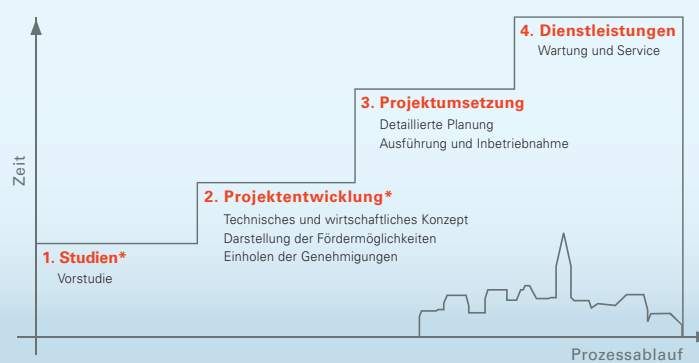 4. Dienstleistungen
Wartung und Service
3. Projektumsetzung
Detaillierte Planung
Ausführung und Inbetriebnahme
Zeit
2. Projektentwicklung*
Technisches und wirtschaftliches Konzept
Darstellung der Fördermöglichkeiten
Einholen der Genehmigungen
1. Studien*
Vorstudie
Prozessablauf